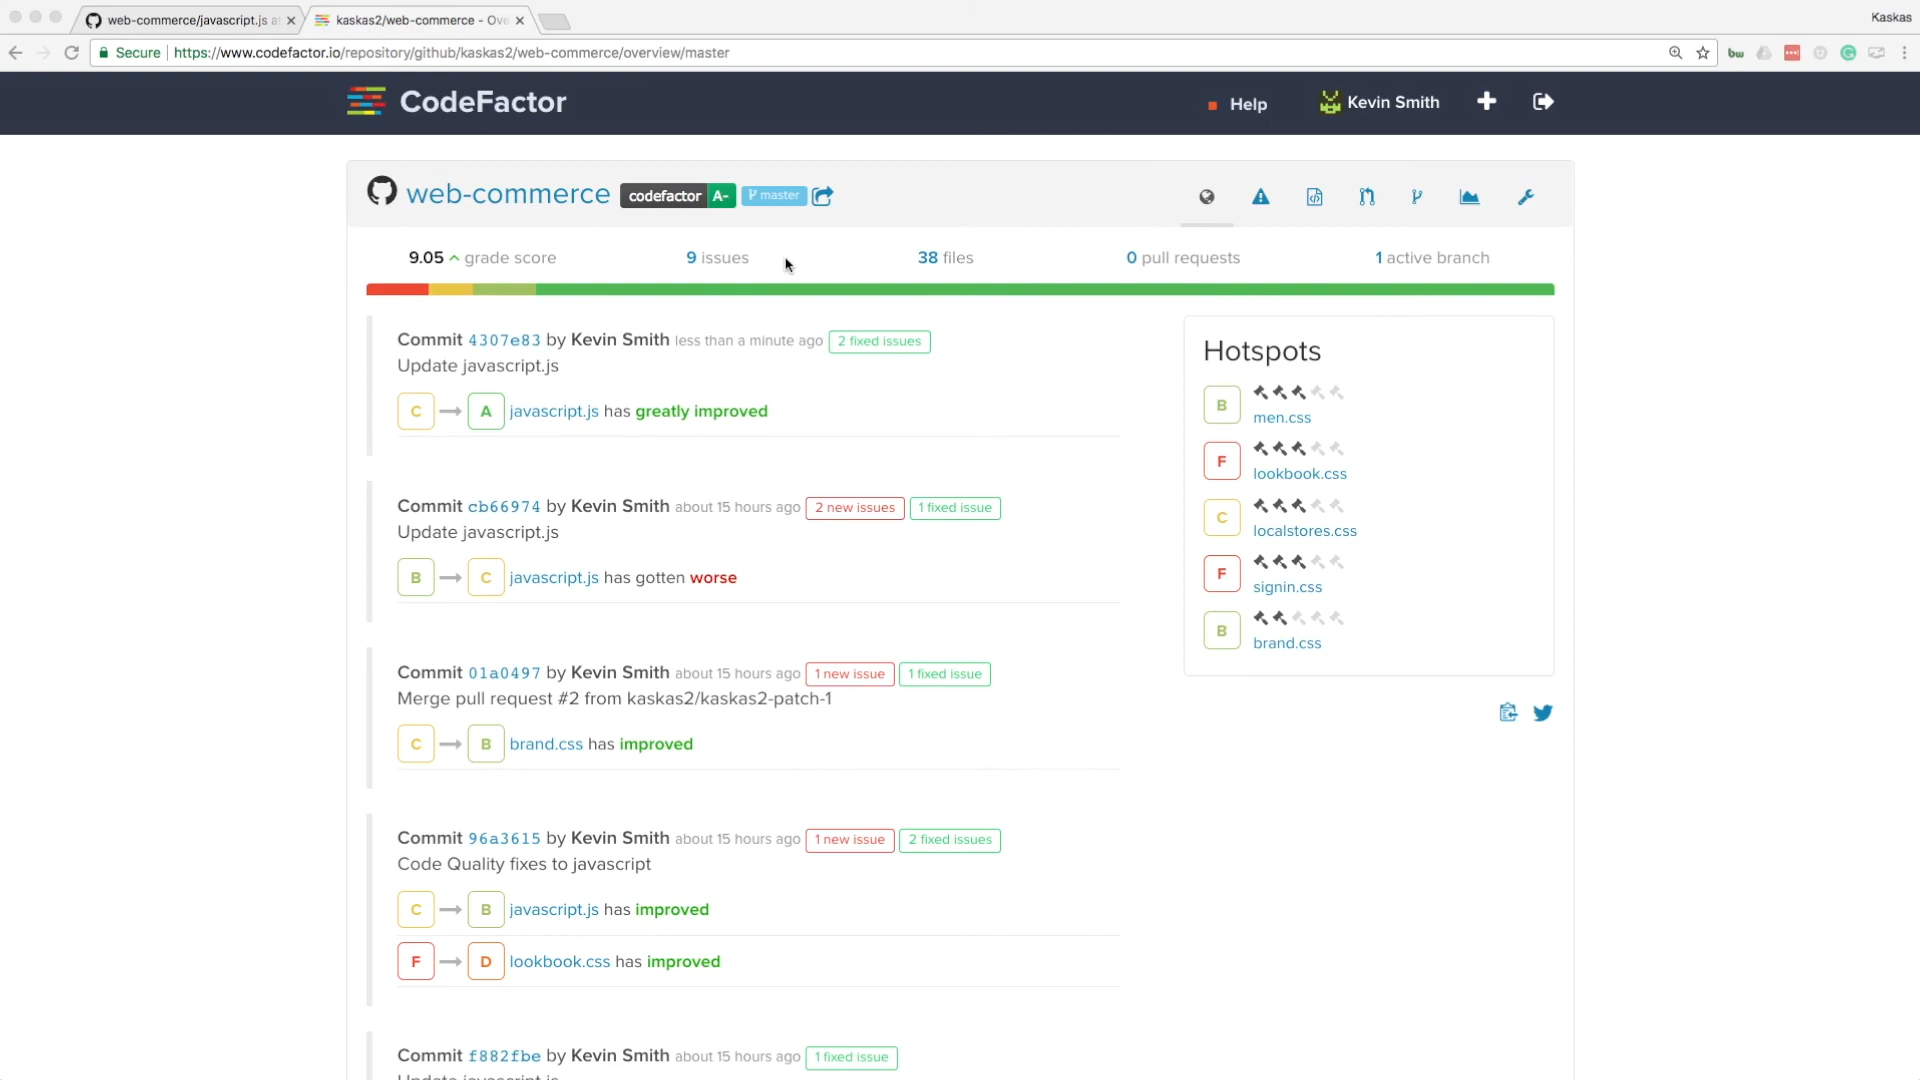 web-commerce/javascript.js a
kaskas2/web-commerce - Ove
Kaskas
Secure
https://www.codefactor.io/repository/github/kaskas2/web-commerce/overview/master
bw
CodeFactor
Help
Kevin Smith
web-commerce
codefactor A-
master
9.05 grade score
9 issues
38 files
0 pull requests
1 active branch
Commit 4307e83 by Kevin Smith less than a minute ago 2 fixed issues
Update javascript.js
C A javascript.js has greatly improved
Commit cb66974 by Kevin Smith about 15 hours ago 2 new issues 1 fixed issue
Update javascript.js
B C javascript.js has gotten worse
Commit 01a0497 by Kevin Smith about 15 hours ago 1 new issue 1 fixed issue
Merge pull request #2 from kaskas2/kaskas2-patch-1
C B brand.css has improved
Commit 96a3615 by Kevin Smith about 15 hours ago 1 new issue 2 fixed issues
Code Quality fixes to javascript
C B javascript.js has improved
F D lookbook.css has improved
Commit f882fbe by Kevin Smith about 15 hours ago 1 fixed issue
Update javascript.js
Hotspots
B
men.css
F
lookbook.css
C
localstores.css
F
signin.css
B
brand.css